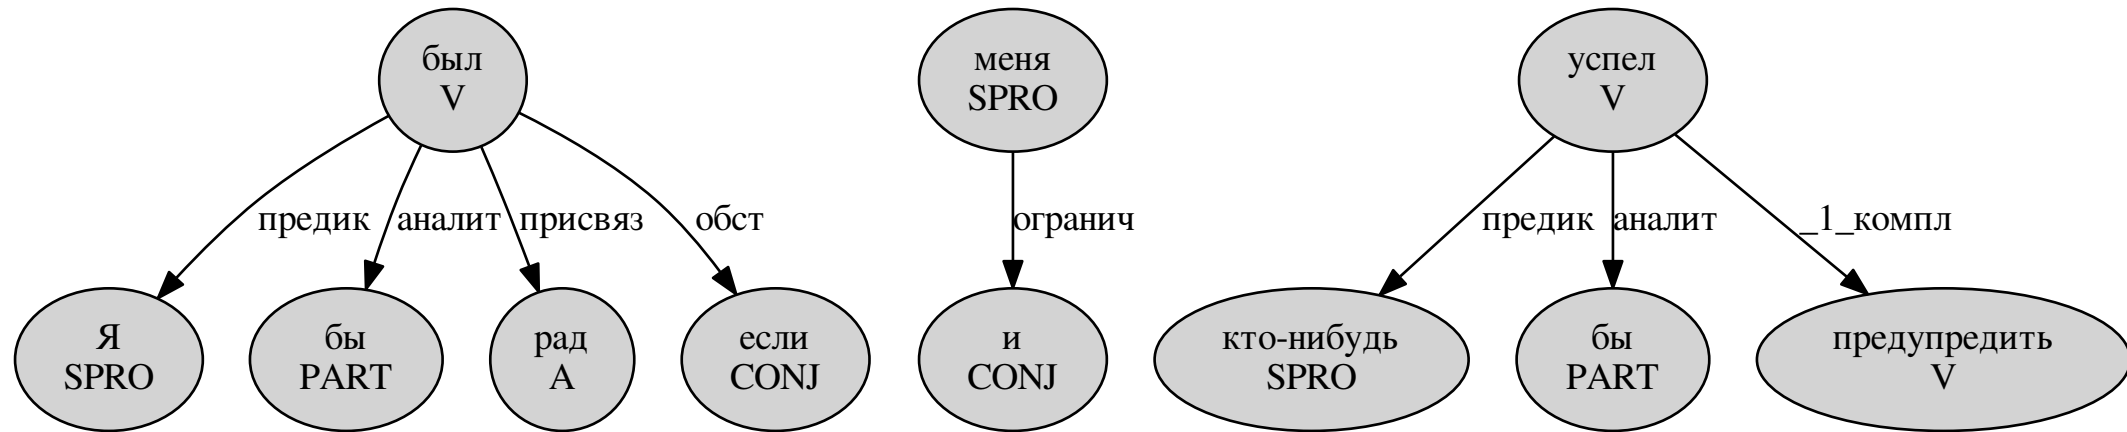 был
V
меня
SPRO
успел
V
предик
аналит
присвяз
обст
огранич
предик
аналит
_1_компл
Я
SPRO
бы
PART
рад
A
если
CONJ
и
CONJ
кто-нибудь
SPRO
бы
PART
предупредить
V